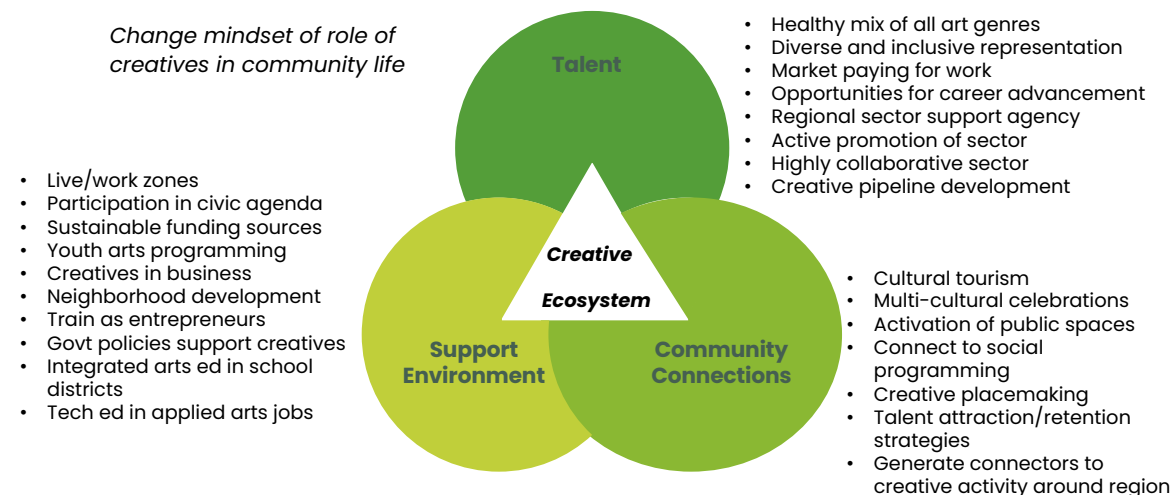 Change mindset of role of
creatives in community life
Talent
• Healthy mix of all art genres
• Diverse and inclusive representation
• Market paying for work
• Opportunities for career advancement
• Regional sector support agency
• Active promotion of sector
• Highly collaborative sector
• Creative pipeline development
• Live/work zones
• Participation in civic agenda
• Sustainable funding sources
• Youth arts programming
• Creatives in business
• Neighborhood development
• Train as entrepreneurs
• Govt policies support creatives
• Integrated arts ed in school
districts
• Tech ed in applied arts jobs
Creative
Ecosystem
Support
Environment
Community
Connections
• Cultural tourism
• Multi-cultural celebrations
• Activation of public spaces
• Connect to social
programming
• Creative placemaking
• Talent attraction/retention
strategies
• Generate connectors to
creative activity around region